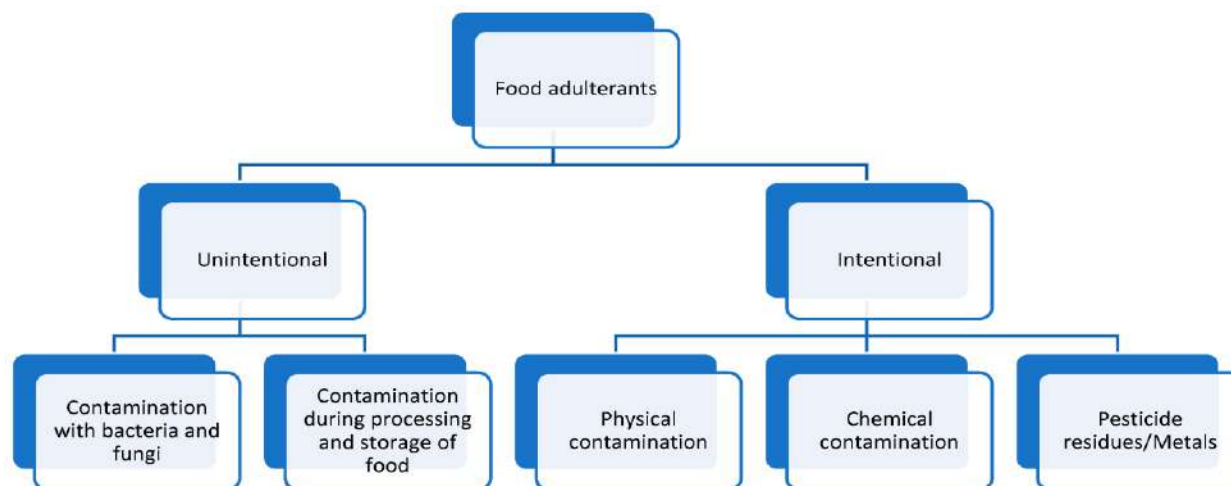 Food adulterants
Unintentional
Intentional
Contamination
with bacteria and
fungi
Contamination
during processing
and storage of
food
Physical
contamination
Chemical
contamination
Pesticide
residues/Metals